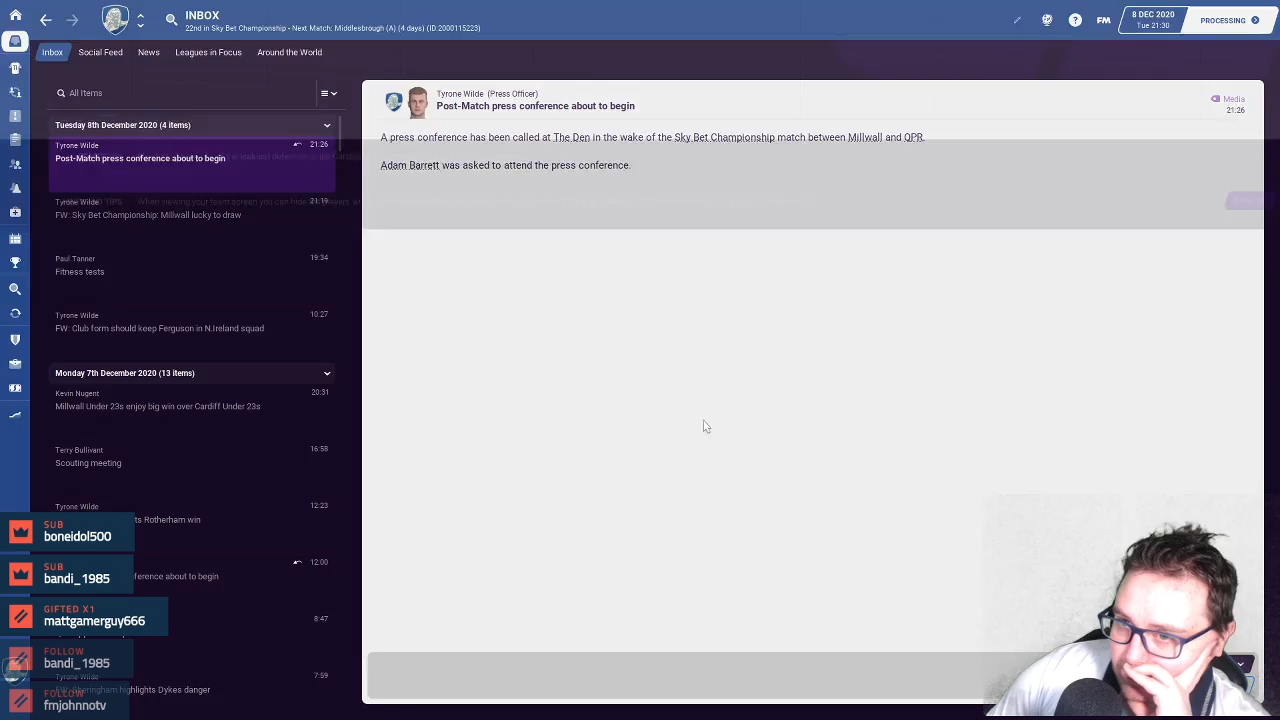 INBOX
22nd in Sky Bet Championship - Next Match: Middlesbrough (A) (4 days) (ID:2000115223)
FM
8 DEC 2020
Tue 21:30
PROCESSING
Inbox
Social Feed
News
Leagues in Focus
Around the World
All Items
Tuesday 8th December 2020 (4 items)
Tyrone Wilde
21:26
Post-Match press conference about to begin
Tyrone Wilde
21:19
FW: Sky Bet Championship: Millwall lucky to draw
Paul Tanner
19:34
Fitness tests
Tyrone Wilde
10:27
FW: Club form should keep Ferguson in N.Ireland squad
Monday 7th December 2020 (13 items)
Kevin Nugent
20:31
Millwall Under 23s enjoy big win over Cardiff Under 23s
Terry Bullivant
16:58
Scouting meeting
Tyrone Wilde
12:23
ts Rotherham win
12:00
ference about to begin
8:47
Tyrone Wilde
7:59
FW: Sheringham highlights Dykes danger
Tyrone Wilde (Press Officer)
Post-Match press conference about to begin
Media
21:26
A press conference has been called at The Den in the wake of the Sky Bet Championship match between Millwall and QPR.
Adam Barrett was asked to attend the press conference.
SUB
boneidol500
SUB
bandi_1985
GIFTED X1
mattgamerguy666
FOLLOW
bandi_1985
FOLLOW
fmjohnnotv